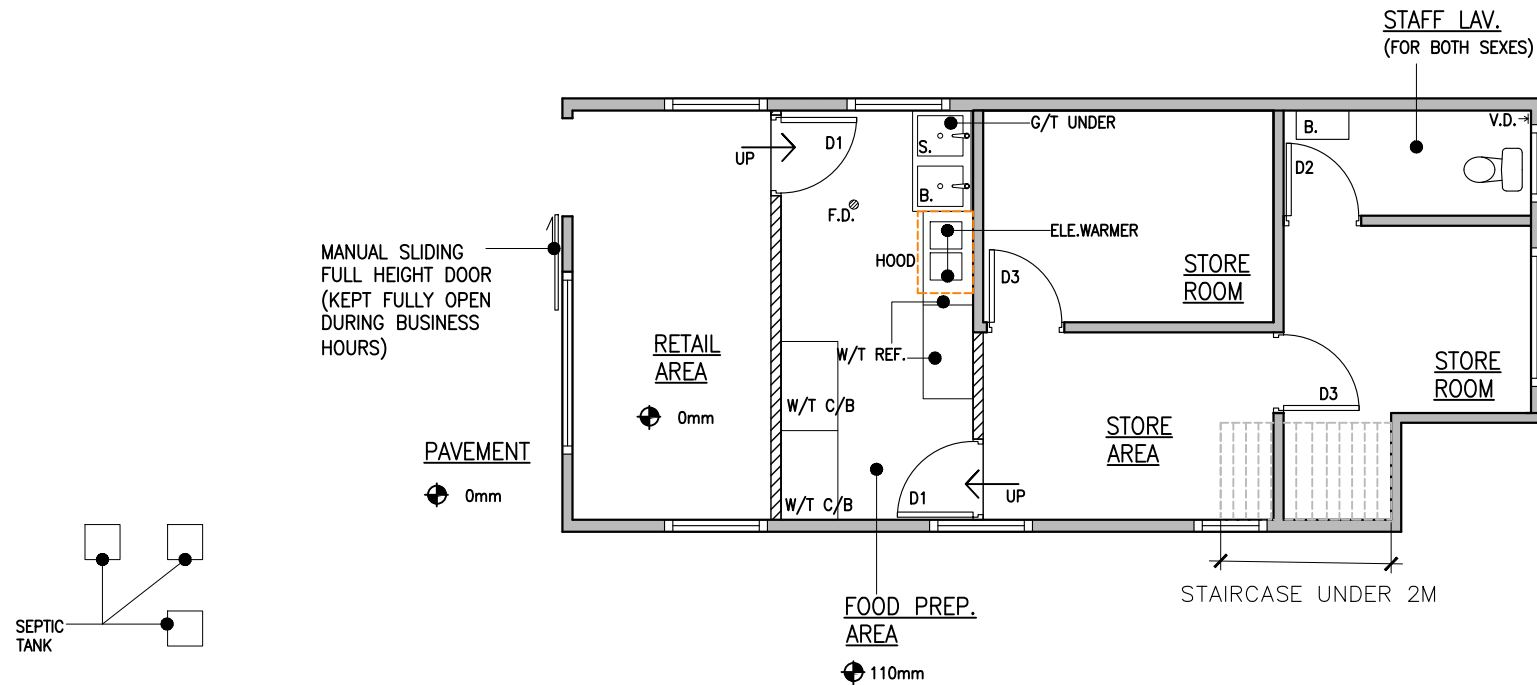 STAFF LAV.
(FOR BOTH SEXES)
G/T UNDER
S.
B.
V.D.
D1
UP
B.
D2
F.D.
ELE.WARMER
HOOD
MANUAL SLIDING
FULL HEIGHT DOOR
(KEPT FULLY OPEN
DURING BUSINESS
HOURS)
STORE
ROOM
D3
RETAIL
AREA
0mm
W/T REF.
W/T C/B
STORE
ROOM
D3
STORE
AREA
PAVEMENT
0mm
W/T C/B
D1
UP
STAIRCASE UNDER 2M
FOOD PREP.
AREA
110mm
SEPTIC
TANK